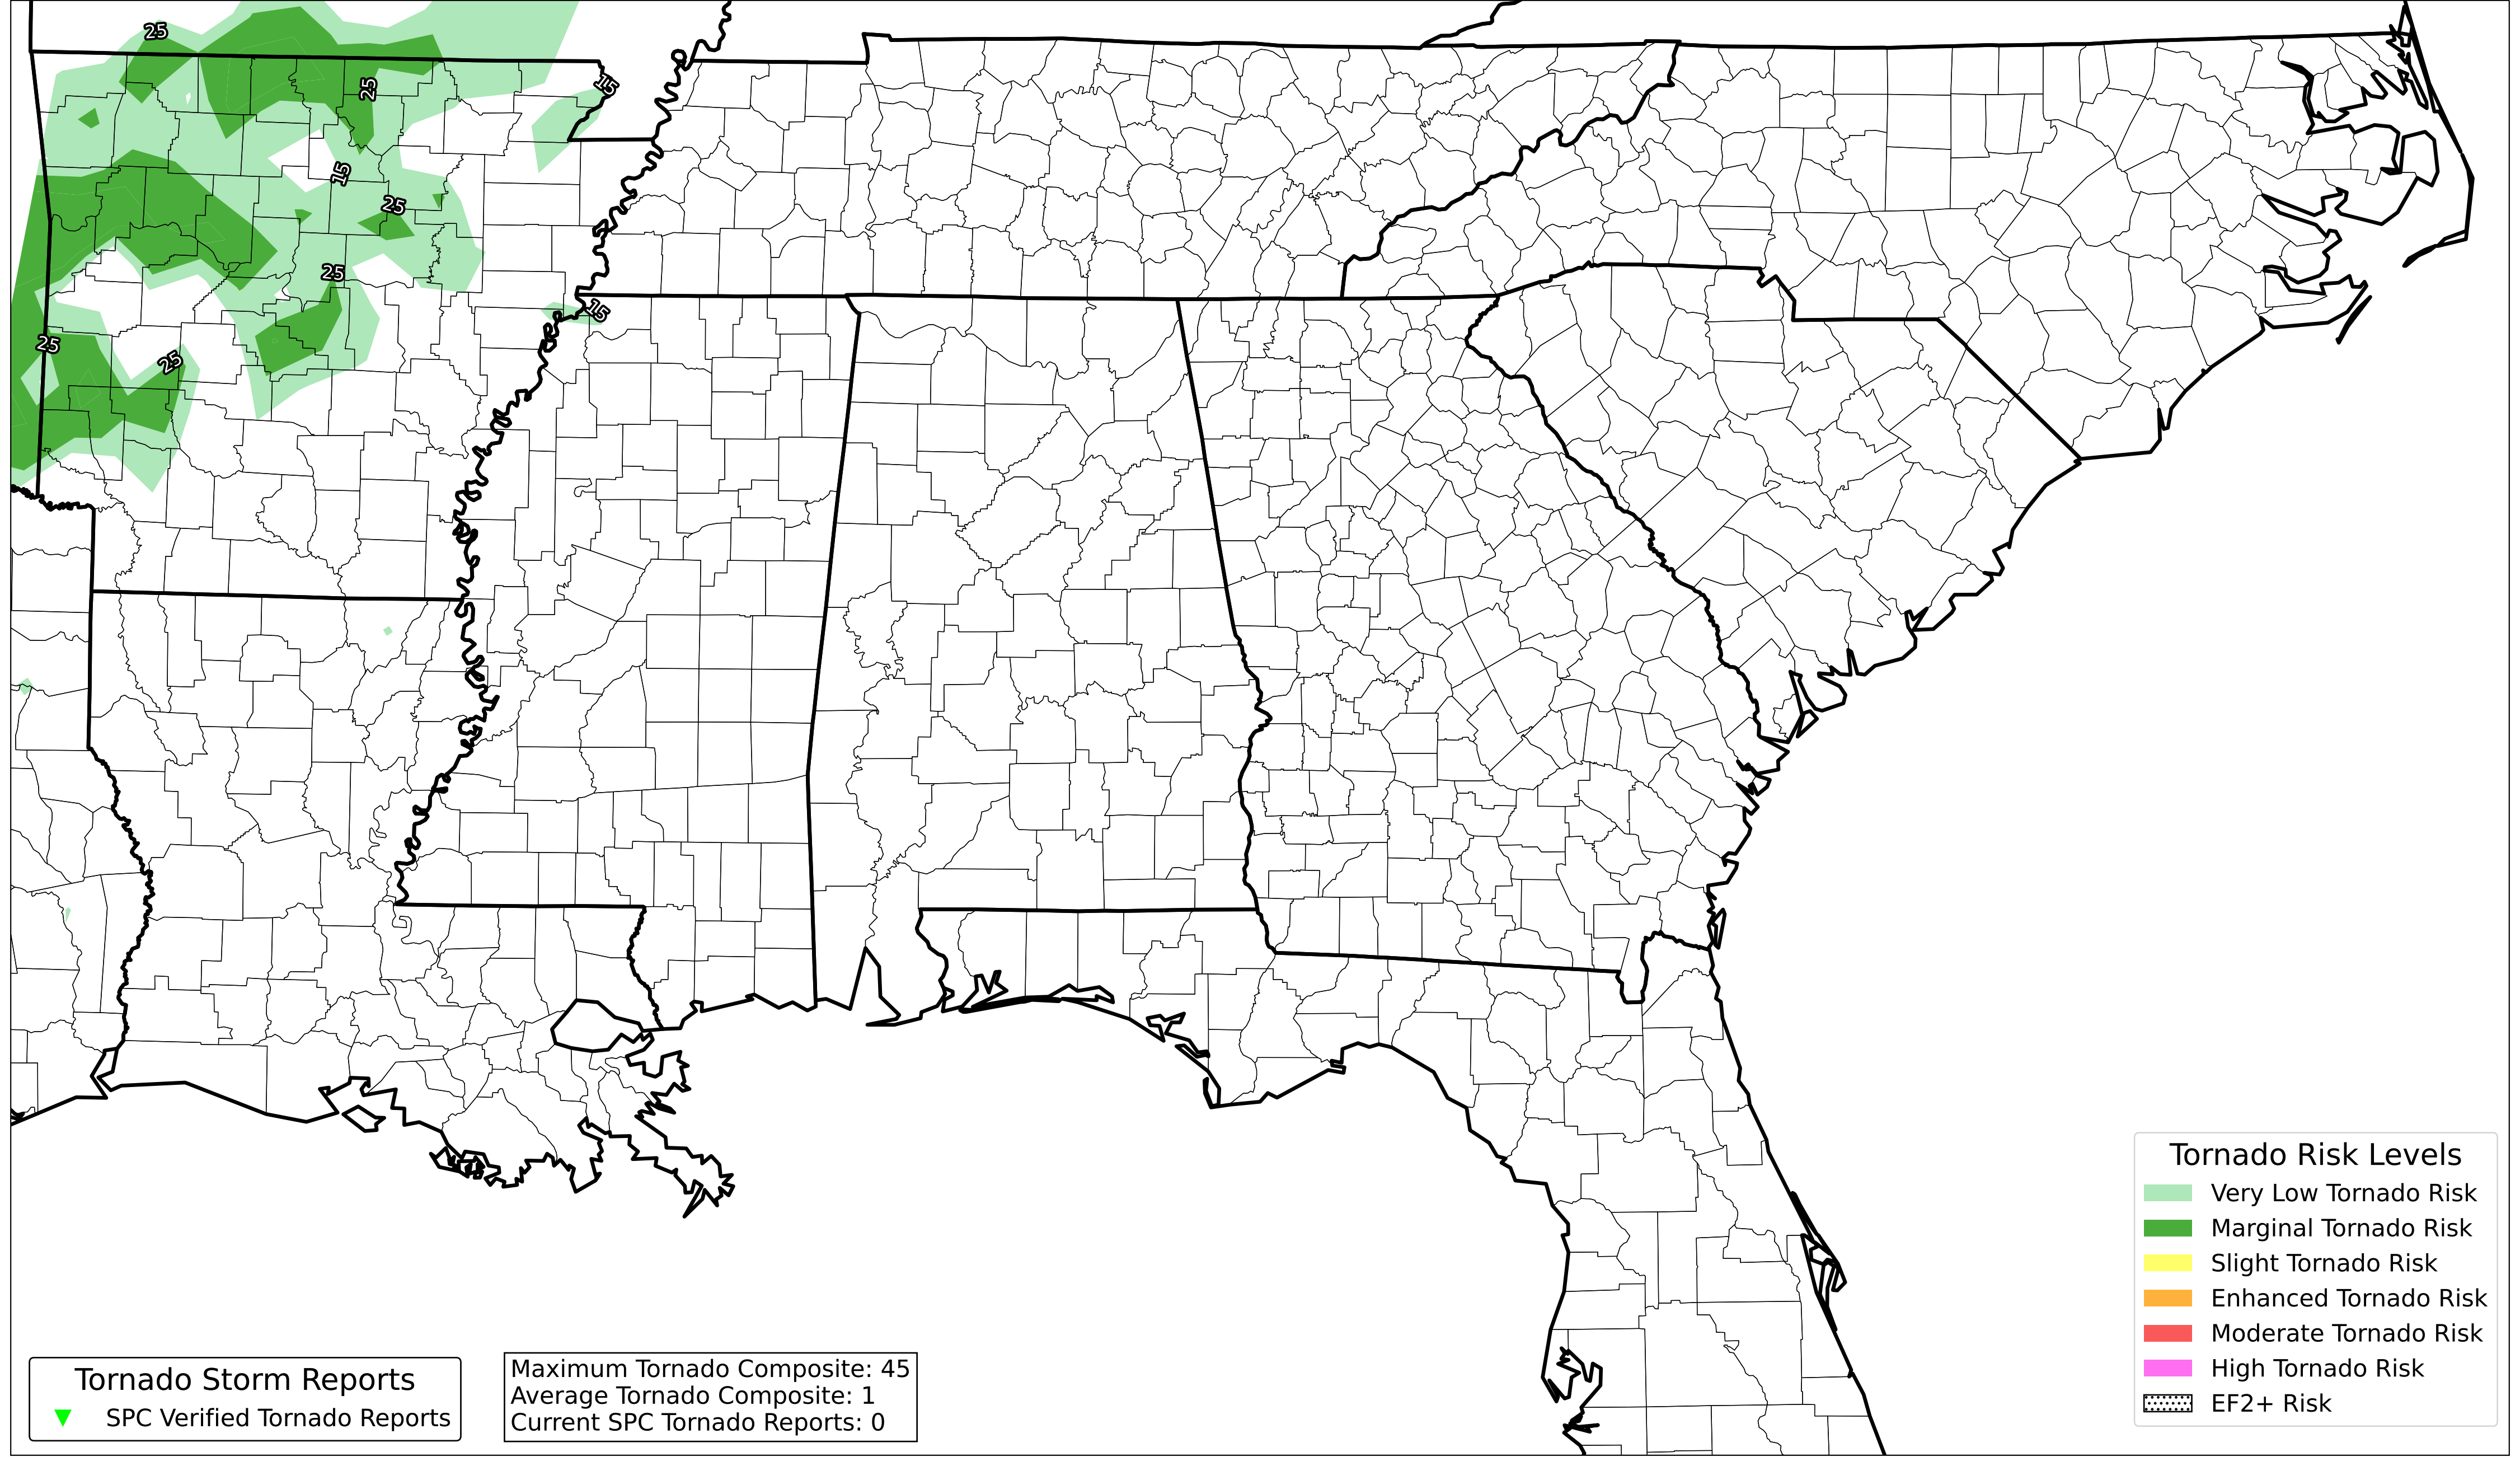 25
15
25
15
25
25
15
25
25
Tornado Risk Levels
Very Low Tornado Risk
Marginal Tornado Risk
Slight Tornado Risk
Enhanced Tornado Risk
Moderate Tornado Risk
High Tornado Risk
EF2+ Risk
Tornado Storm Reports
SPC Verified Tornado Reports
Maximum Tornado Composite: 45
Average Tornado Composite: 1
Current SPC Tornado Reports: 0